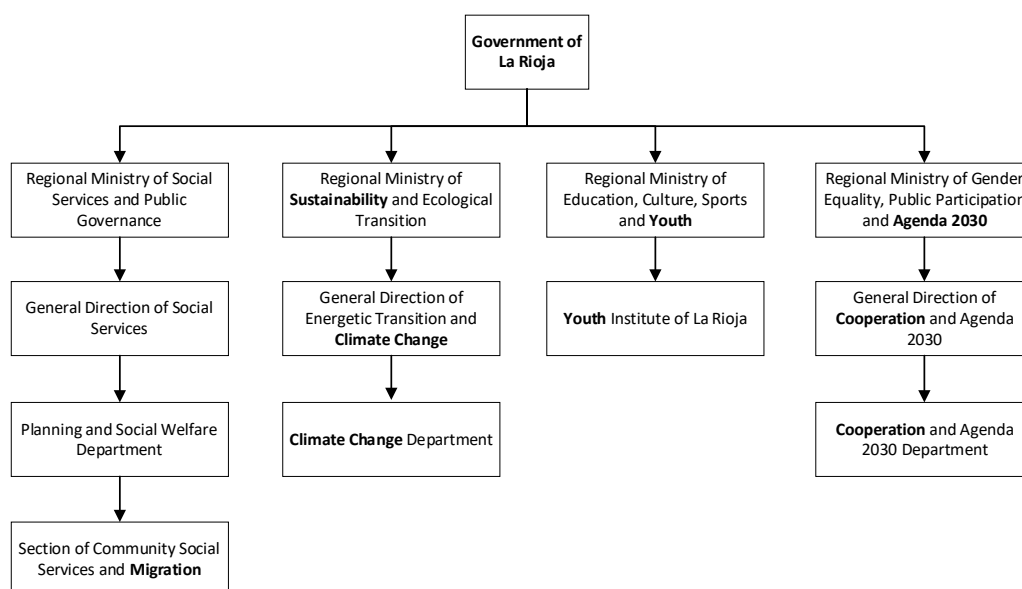 Government of
La Rioja
Regional Ministry of Social
Services and Public
Governance
Regional Ministry of
Sustainability and Ecological
Transition
Regional Ministry of
Education, Culture, Sports
and Youth
Regional Ministry of Gender
Equality, Public Participation
and Agenda 2030
General Direction of Social
Services
General Direction of
Energetic Transition and
Climate Change
Youth Institute of La Rioja
General Direction of
Cooperation and Agenda
2030
Planning and Social Welfare
Department
Climate Change Department
Cooperation and Agenda
2030 Department
Section of Community Social
Services and Migration